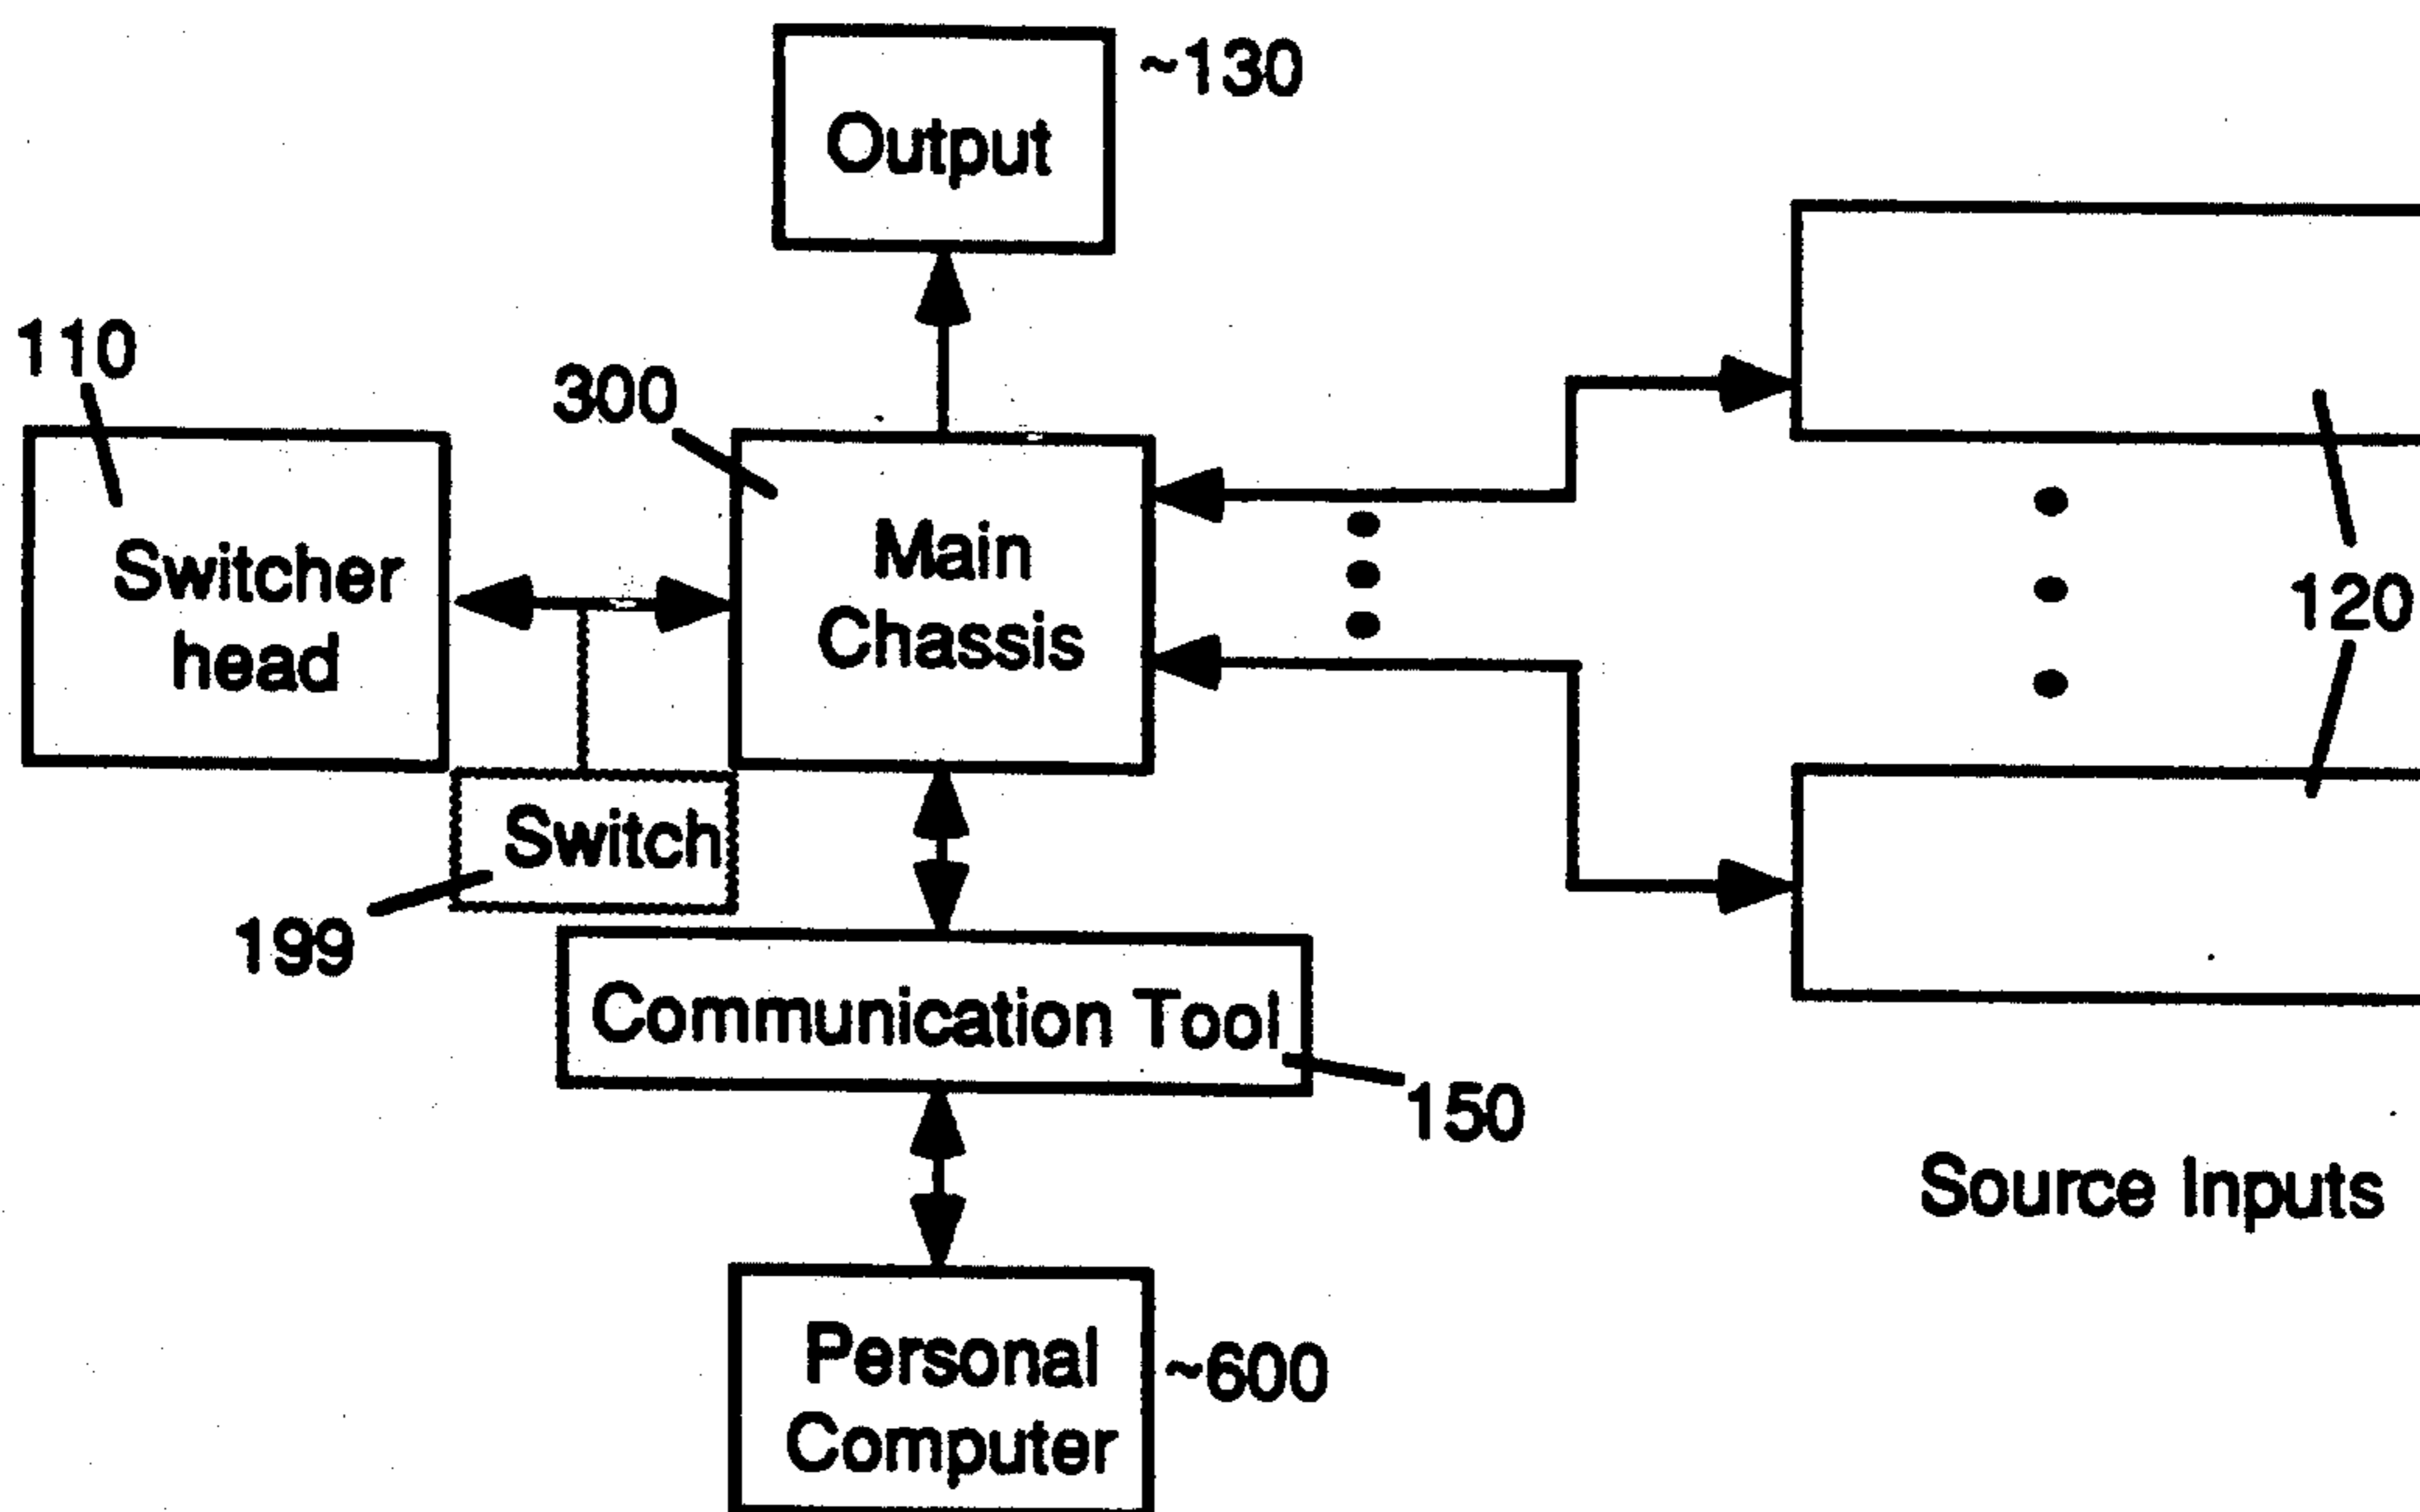 ~130
Output
110
300
Switcher
head
Main
Chassis
120
Switch
199
Communication Tool
150
Source Inputs
Personal
Computer
~600